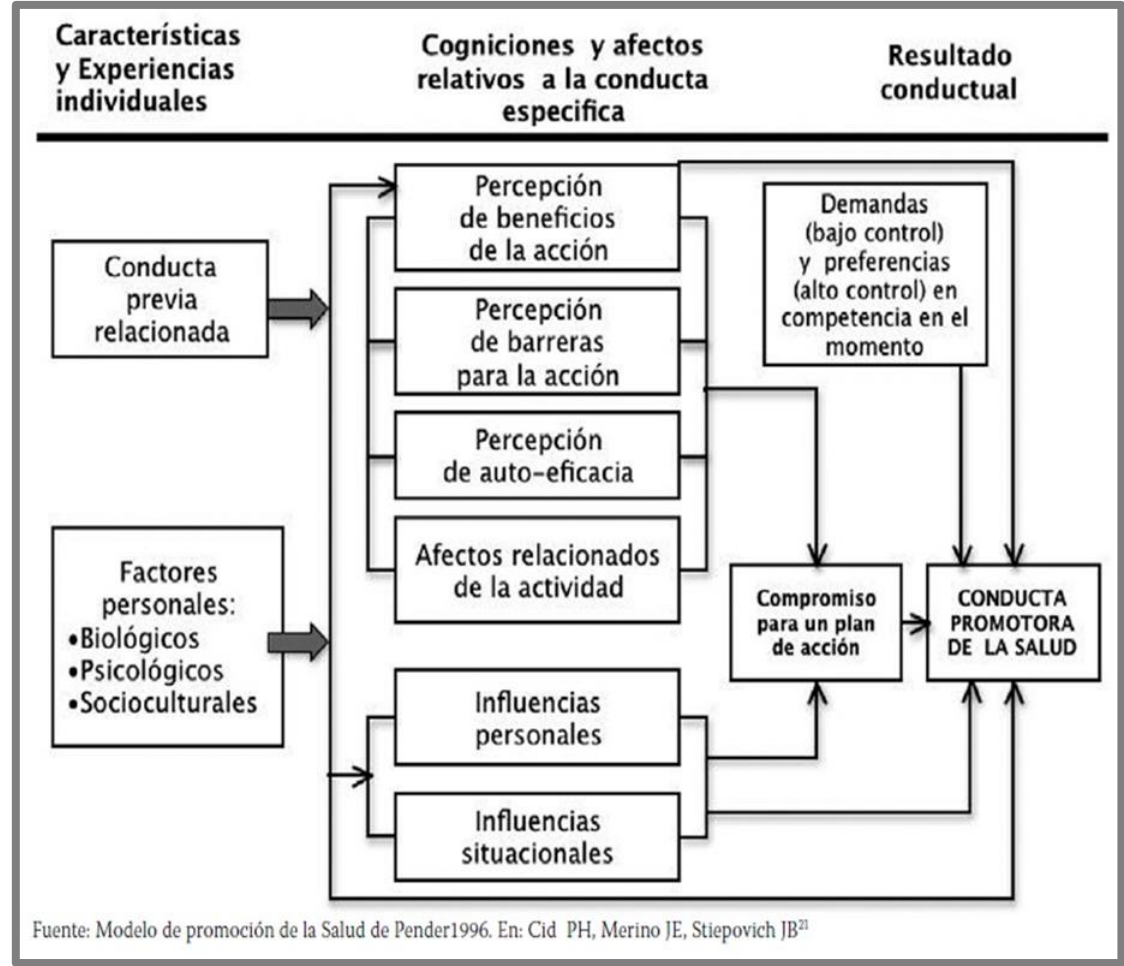 Características
y Experiencias
individuales
Cogniciones y afectos
relativos a la conducta
especifica
Resultado
conductual
Conducta
previa
relacionada
Factores
personales:
•Biológicos
•Psicológicos
•Socioculturales
Percepción
de beneficios
de la acción
Percepción
de barreras
para la acción
Percepción
de auto-eficacia
Afectos relacionados
de la actividad
Influencias
personales
Influencias
situacionales
Demandas
(bajo control)
y preferencias
(alto control) en
competencia en el
momento
Compromiso
para un plan
de acción
CONDUCTA
PROMOTORA
DE LA SALUD
Fuente: Modelo de promoción de la Salud de Pender1996. En: Cid PH, Merino JE, Stiepovich JB²¹